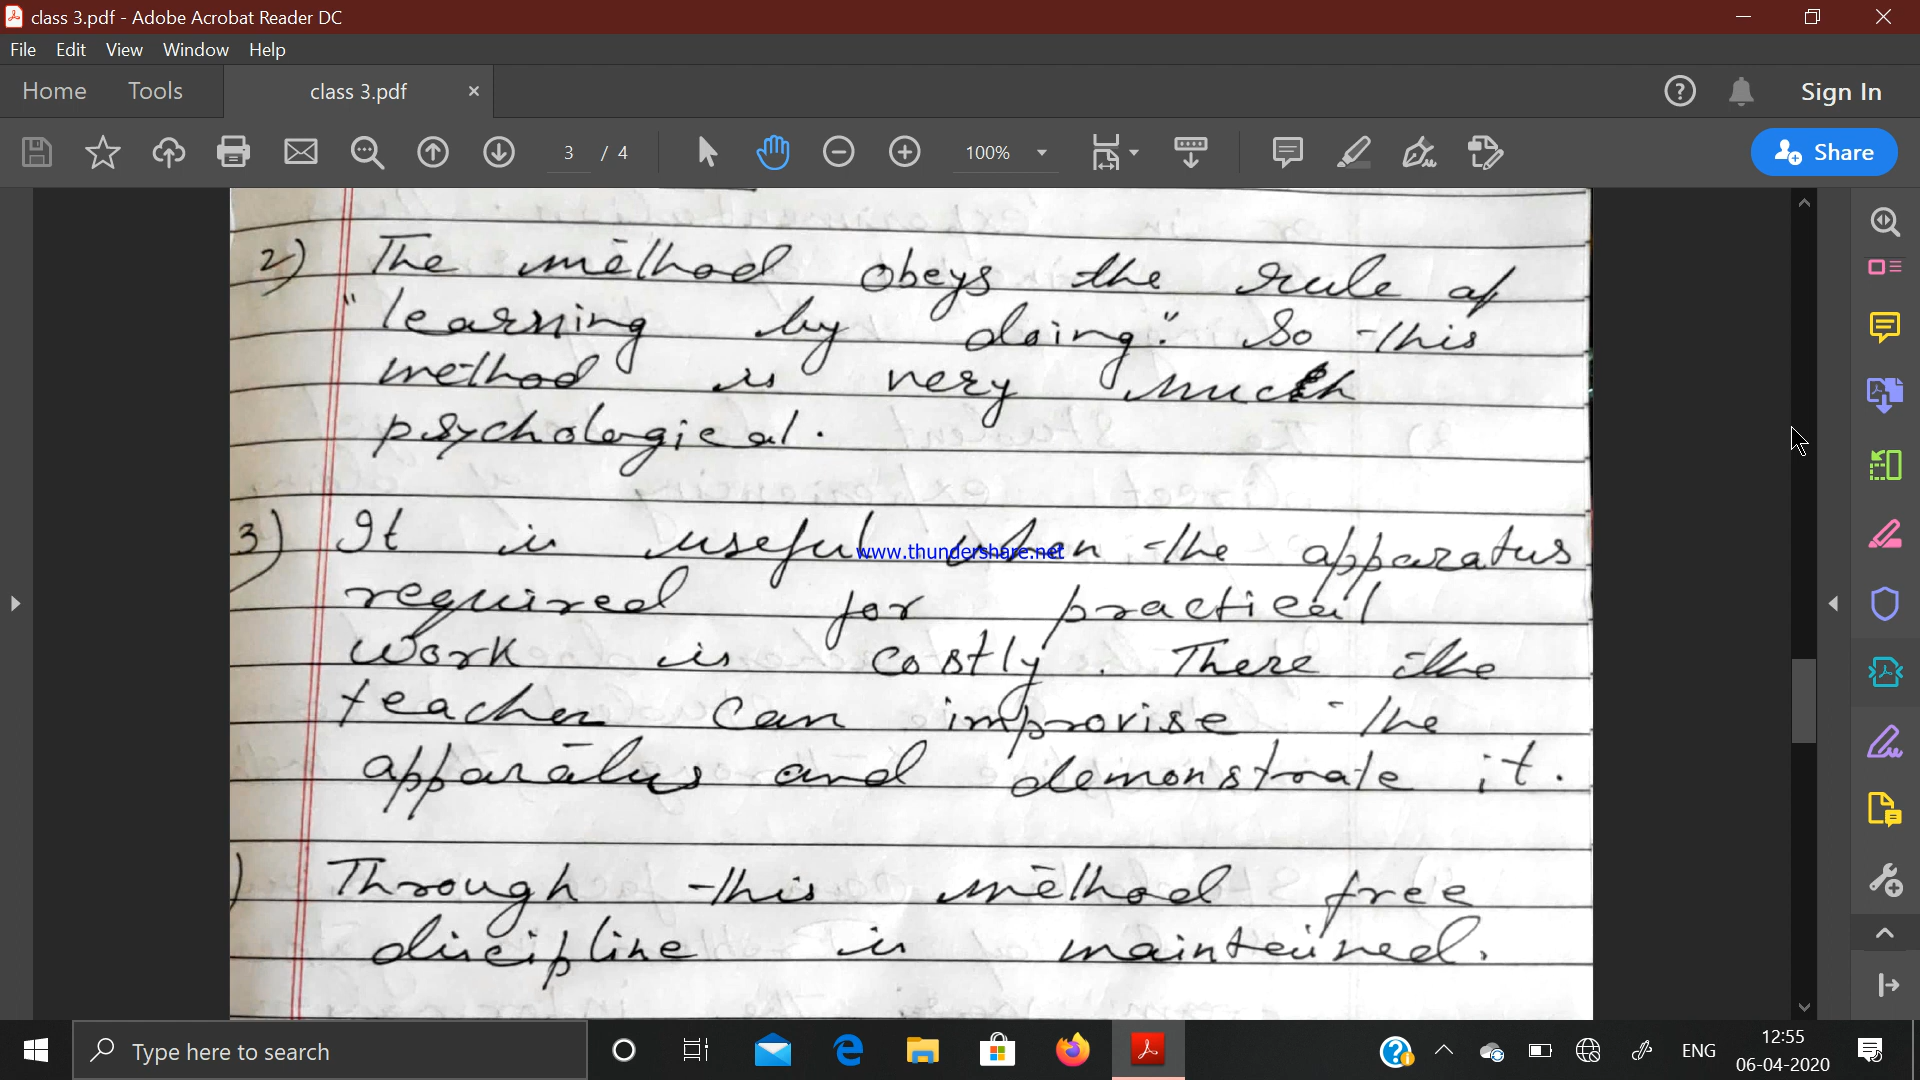 class 3.pdf - Adobe Acrobat Reader DC
File Edit View Window Help
Home Tools class 3.pdf × Sign In
3 / 4 100% Share
2) The method obeys the rule of
"learning by doing". So this
method is very much
psychological.
3) It is useful when the apparatus
www.thundershare.net
required for practical
work is costly. There the
teacher can improvise the
apparatus and demonstrate it.
) Through this method free
discipline is maintained.
Type here to search ENG 12:55
06-04-2020